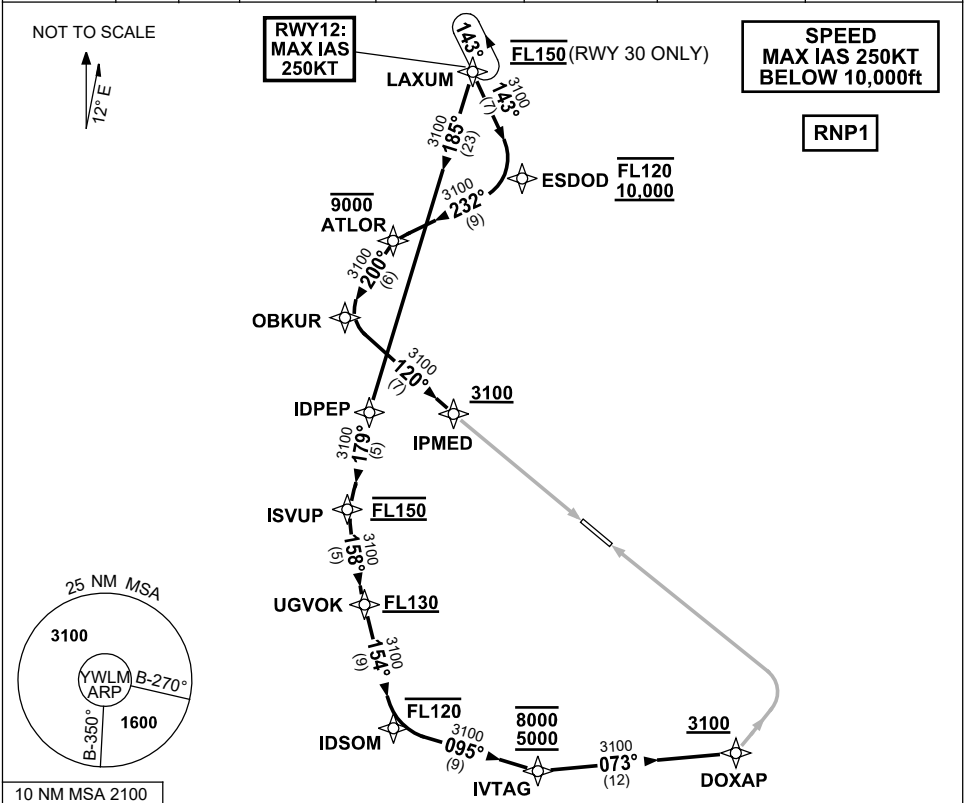 NOT TO SCALE
12° E
RWY12:
MAX IAS
250KT
143°
FL150 (RWY 30 ONLY)
LAXUM
SPEED
MAX IAS 250KT
BELOW 10,000ft
RNP1
3100
185°
(23)
3100
143°
(7)
ESDOD
FL120
10,000
3100
232°
(9)
9000
ATLOR
3100
200°
(6)
OBKUR
3100
120°
(7)
3100
IPMED
IDPEP
3100
179°
(5)
ISVUP
FL150
3100
158°
(5)
UGVOK
FL130
3100
154°
(9)
FL120
IDSOM
3100
095°
(9)
8000
5000
IVTAG
3100
073°
(12)
3100
DOXAP
25 NM MSA
3100
YWLM
ARP
B-270°
B-350°
1600
10 NM MSA 2100